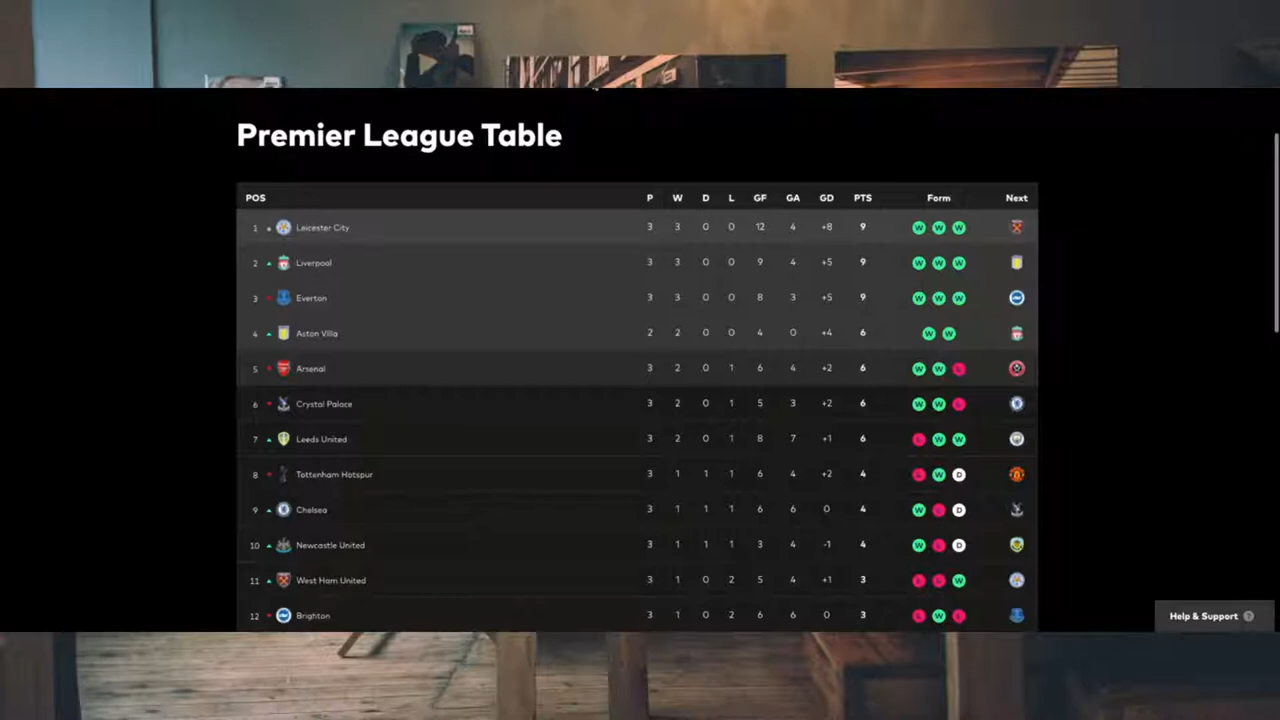 Premier League Table
POS P W D L GF GA GD PTS Form Next
1 Leicester City 3 3 0 0 12 4 +8 9 W W W
2 Liverpool 3 3 0 0 9 4 +5 9 W W W
3 Everton 3 3 0 0 8 3 +5 9 W W W
4 Aston Villa 2 2 0 0 4 0 +4 6 W W
5 Arsenal 3 2 0 1 6 4 +2 6 W W L
6 Crystal Palace 3 2 0 1 5 3 +2 6 W W L
7 Leeds United 3 2 0 1 8 7 +1 6 L W W
8 Tottenham Hotspur 3 1 1 1 6 4 +2 4 L W D
9 Chelsea 3 1 1 1 6 6 0 4 W L D
10 Newcastle United 3 1 1 1 3 4 -1 4 W L D
11 West Ham United 3 1 0 2 5 4 +1 3 L L W
12 Brighton 3 1 0 2 6 6 0 3 L W L
Help & Support ?